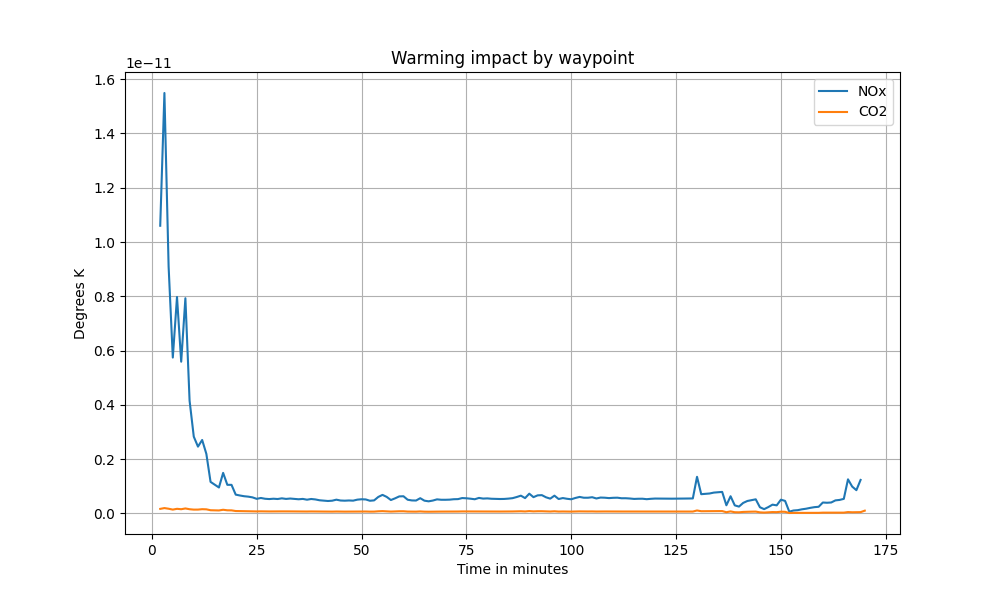 Warming impact by waypoint
1e−11
1.6
1.4
1.2
1.0
0.8
0.6
0.4
0.2
0.0
Degrees K
NOx
CO2
0 25 50 75 100 125 150 175
Time in minutes